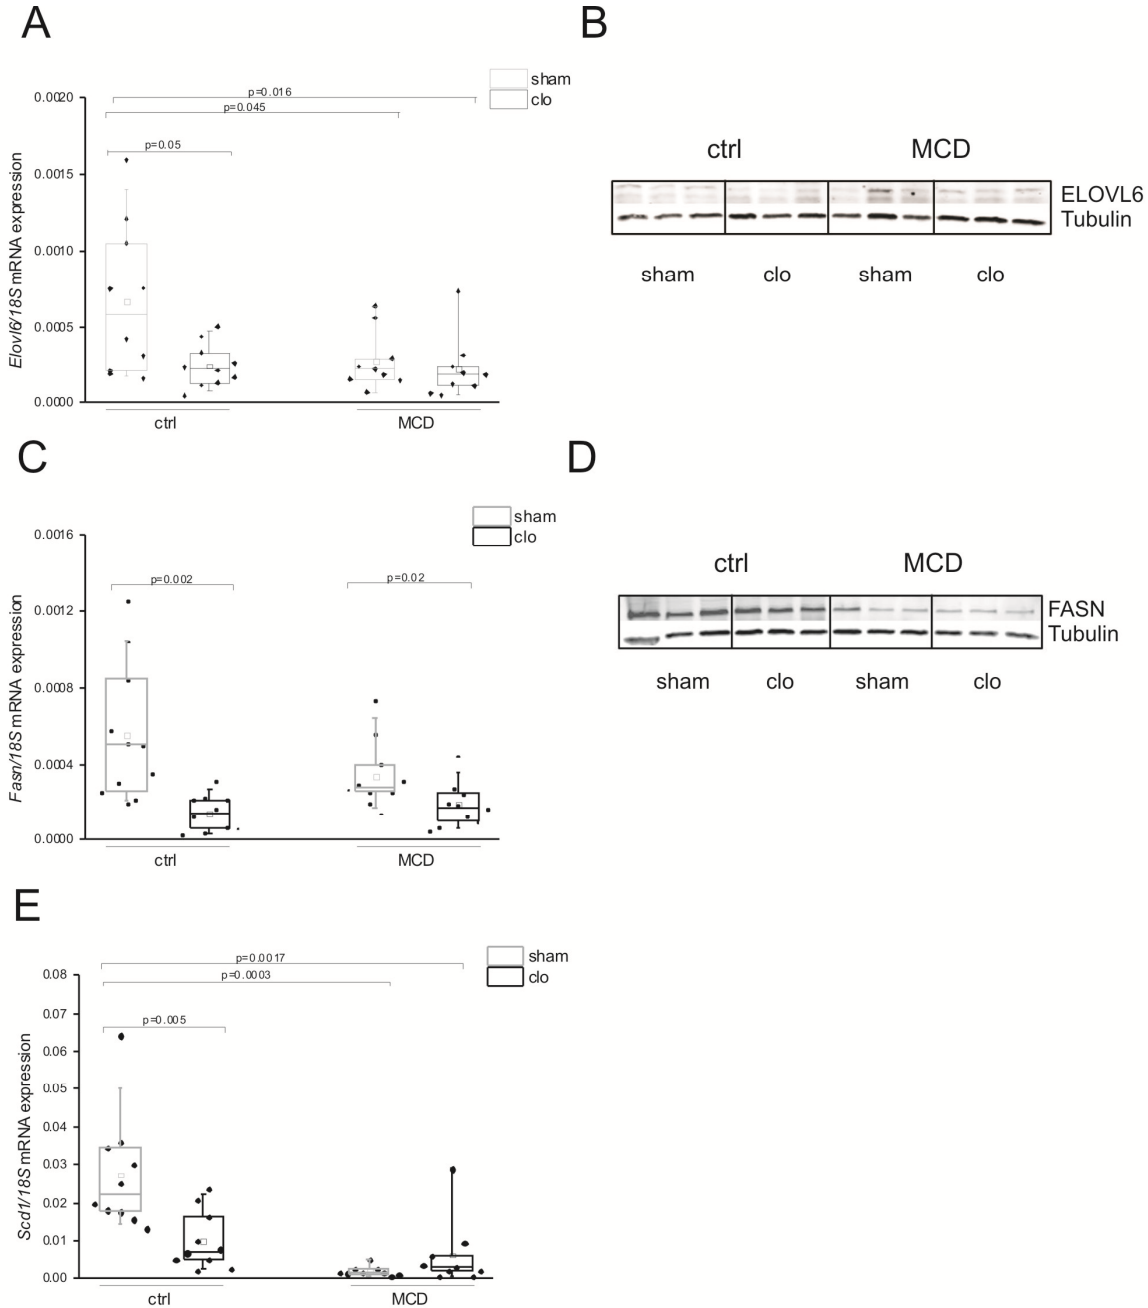 A
B
sham
clo
p=0.016
p=0.045
p=0.05
0.0020
0.0015
0.0010
0.0005
0.0000
Elovl6/18S mRNA expression
ctrl
MCD
ctrl
MCD
ELOVL6
Tubulin
sham
clo
sham
clo
C
D
sham
clo
p=0.002
p=0.02
0.0016
0.0012
0.0008
0.0004
0.0000
Fasn/18S mRNA expression
ctrl
MCD
ctrl
MCD
FASN
Tubulin
sham
clo
sham
clo
E
sham
clo
p=0.0017
p=0.0003
p=0.005
0.08
0.07
0.06
0.05
0.04
0.03
0.02
0.01
0.00
Scd1/18S mRNA expression
ctrl
MCD